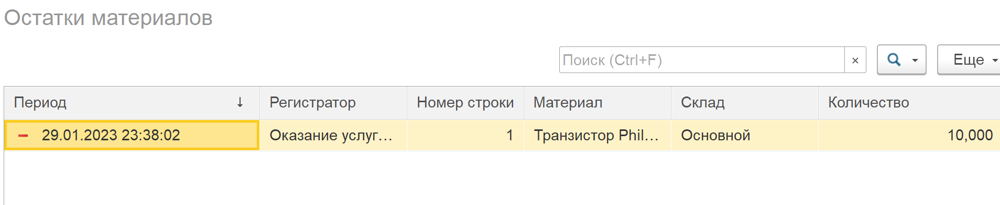 Остатки материалов
Поиск (Ctrl+F) × Еще
Период ↓ Регистратор Номер строки Материал Склад Количество
29.01.2023 23:38:02 Оказание услуг... 1 Транзистор Phil... Основной 10,000